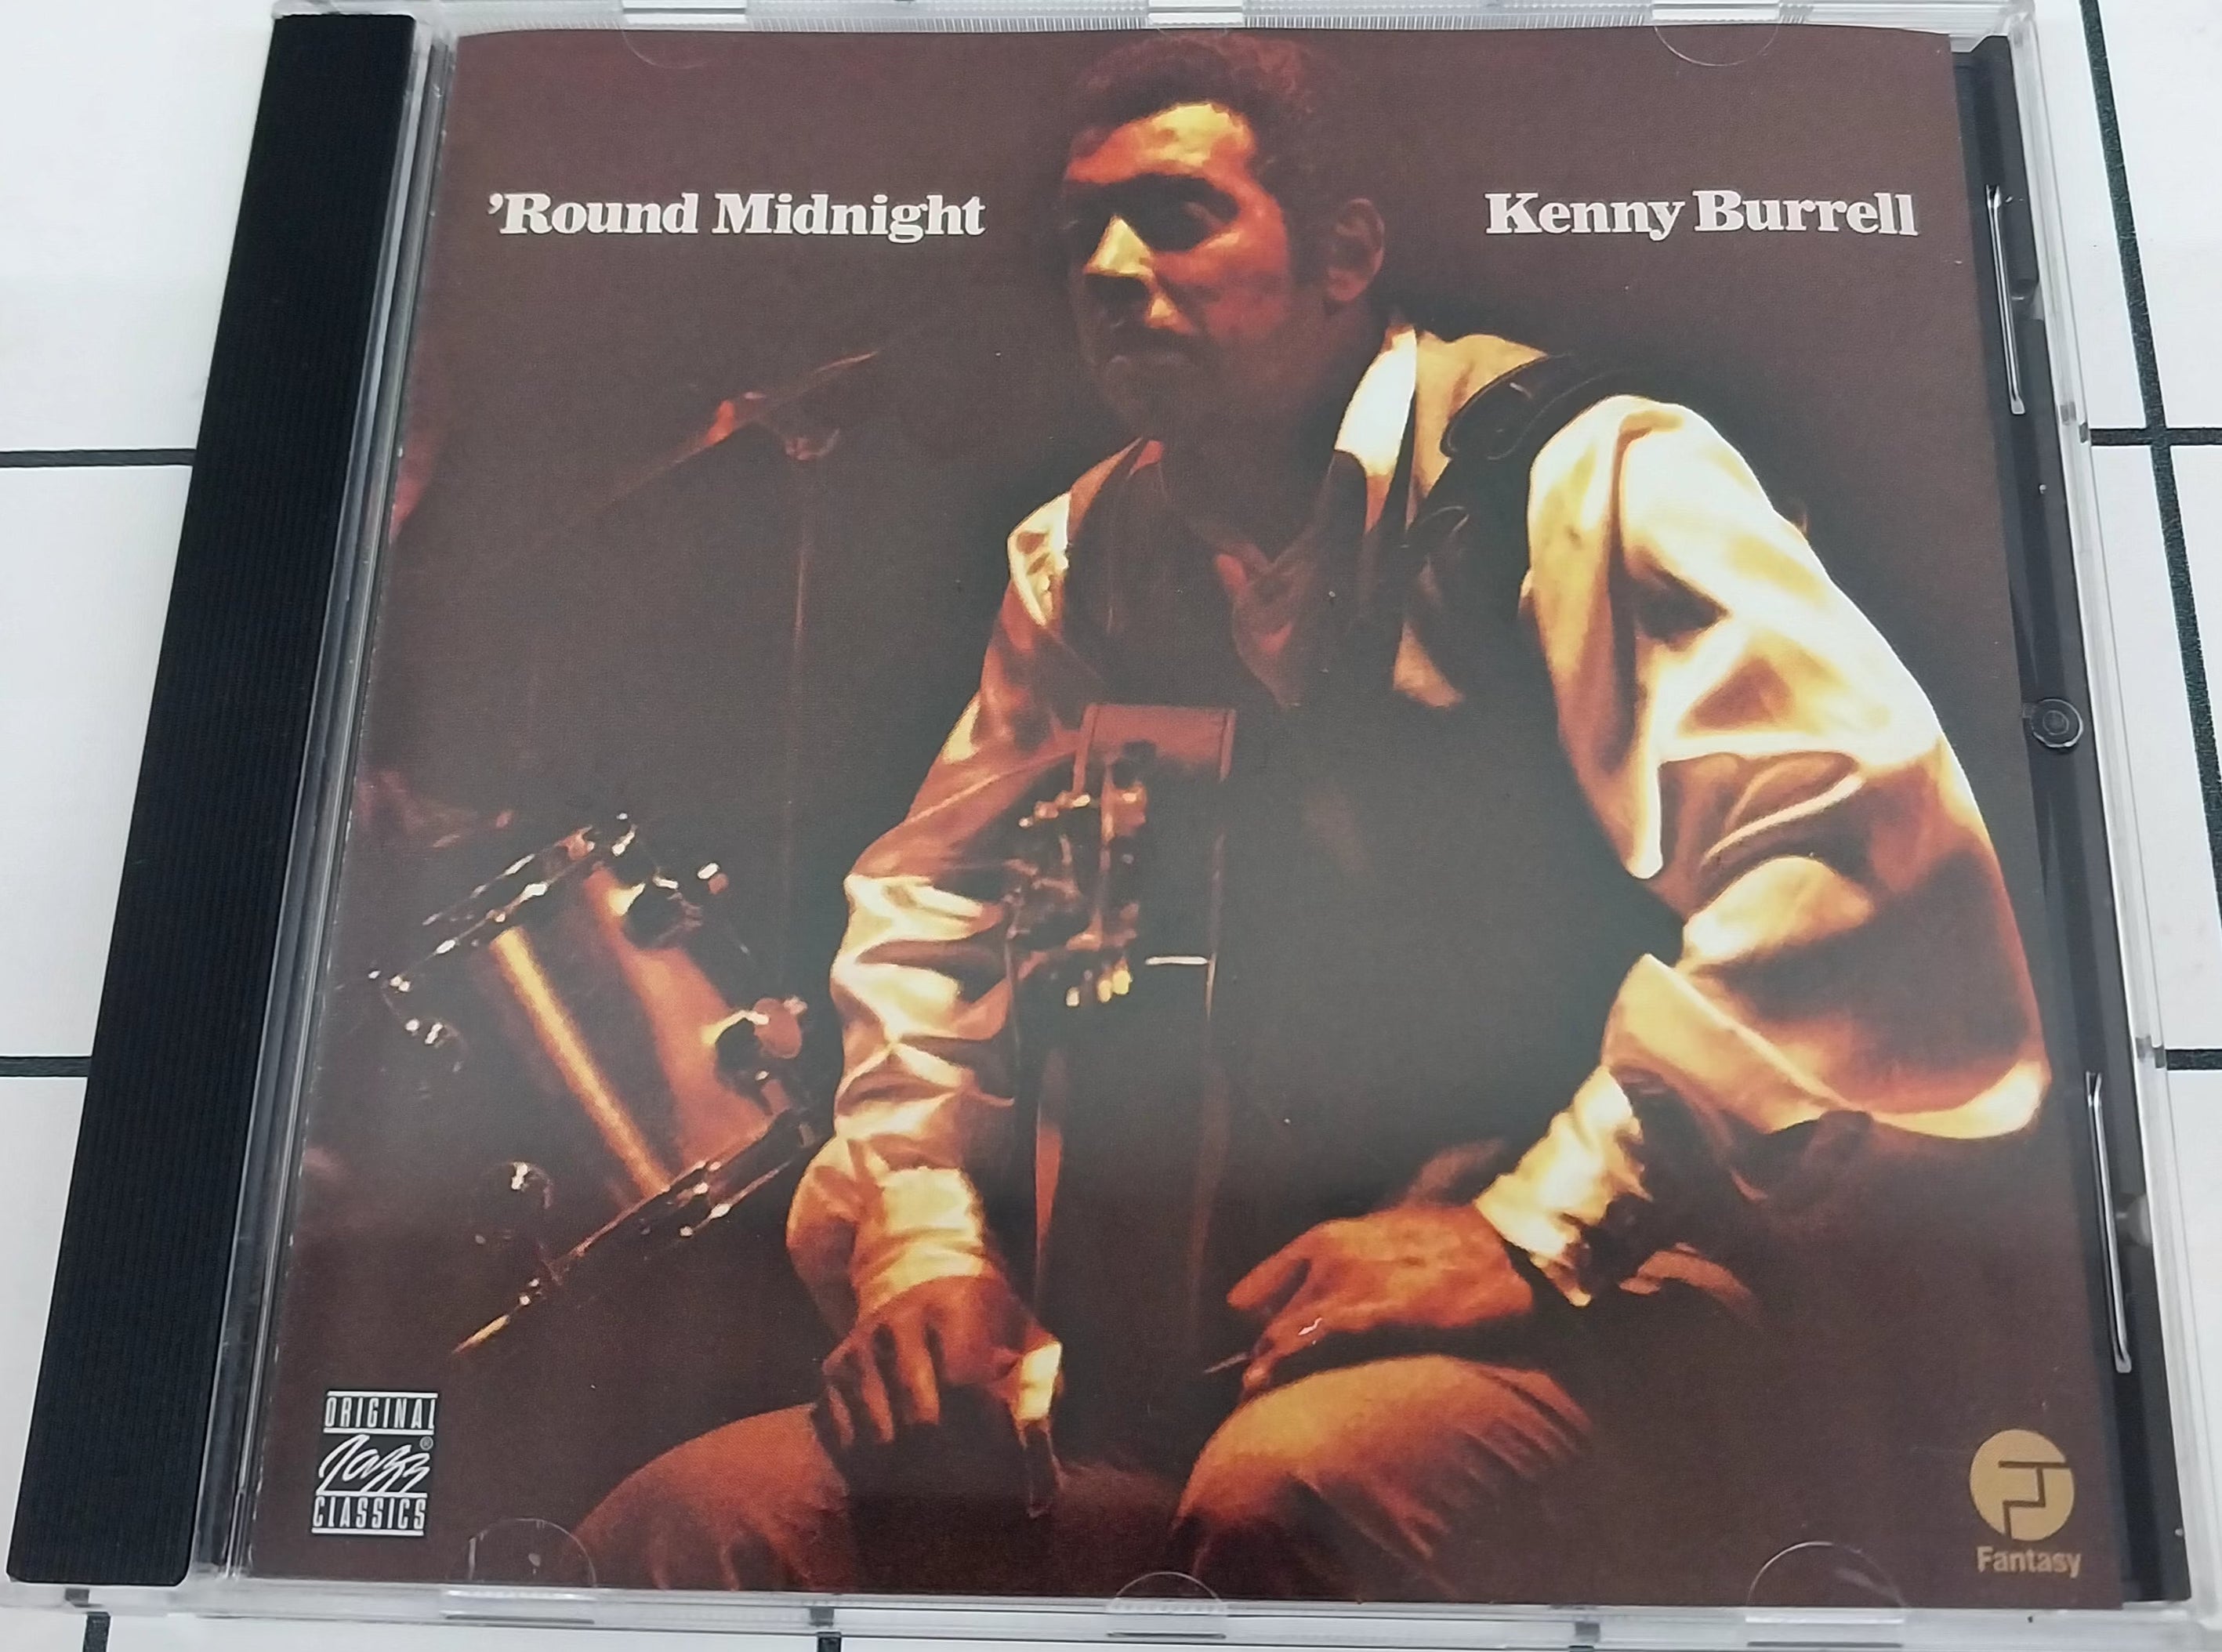 ’Round Midnight
Kenny Burrell
ORIGINAL
Jazz®
CLASSICS
Fantasy